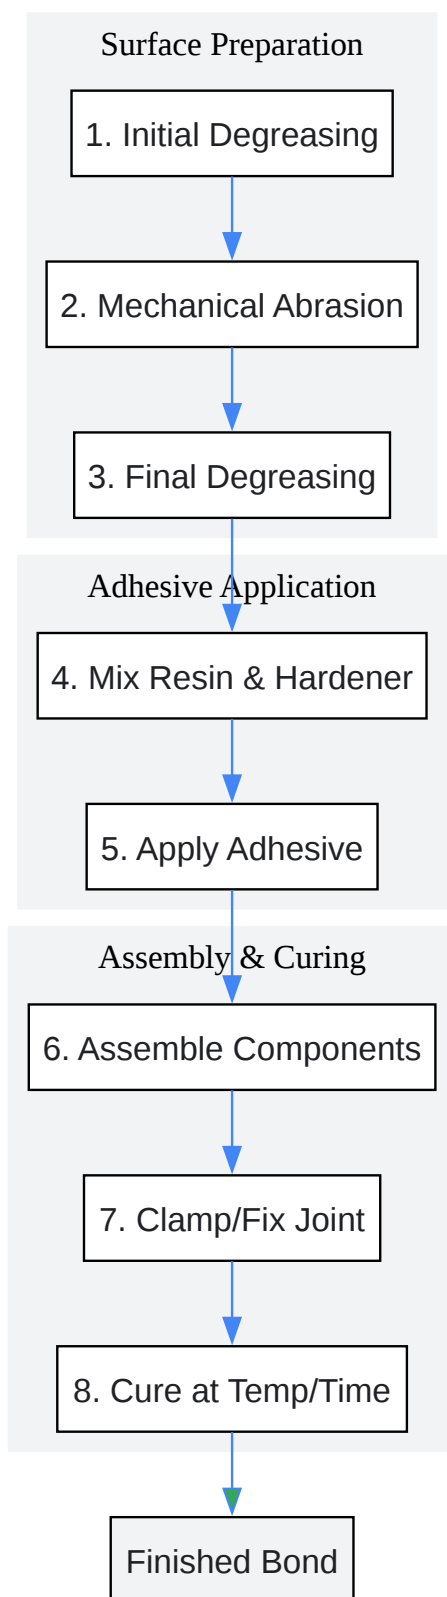 Surface Preparation
1. Initial Degreasing
2. Mechanical Abrasion
3. Final Degreasing
Adhesive Application
4. Mix Resin & Hardener
5. Apply Adhesive
Assembly & Curing
6. Assemble Components
7. Clamp/Fix Joint
8. Cure at Temp/Time
Finished Bond